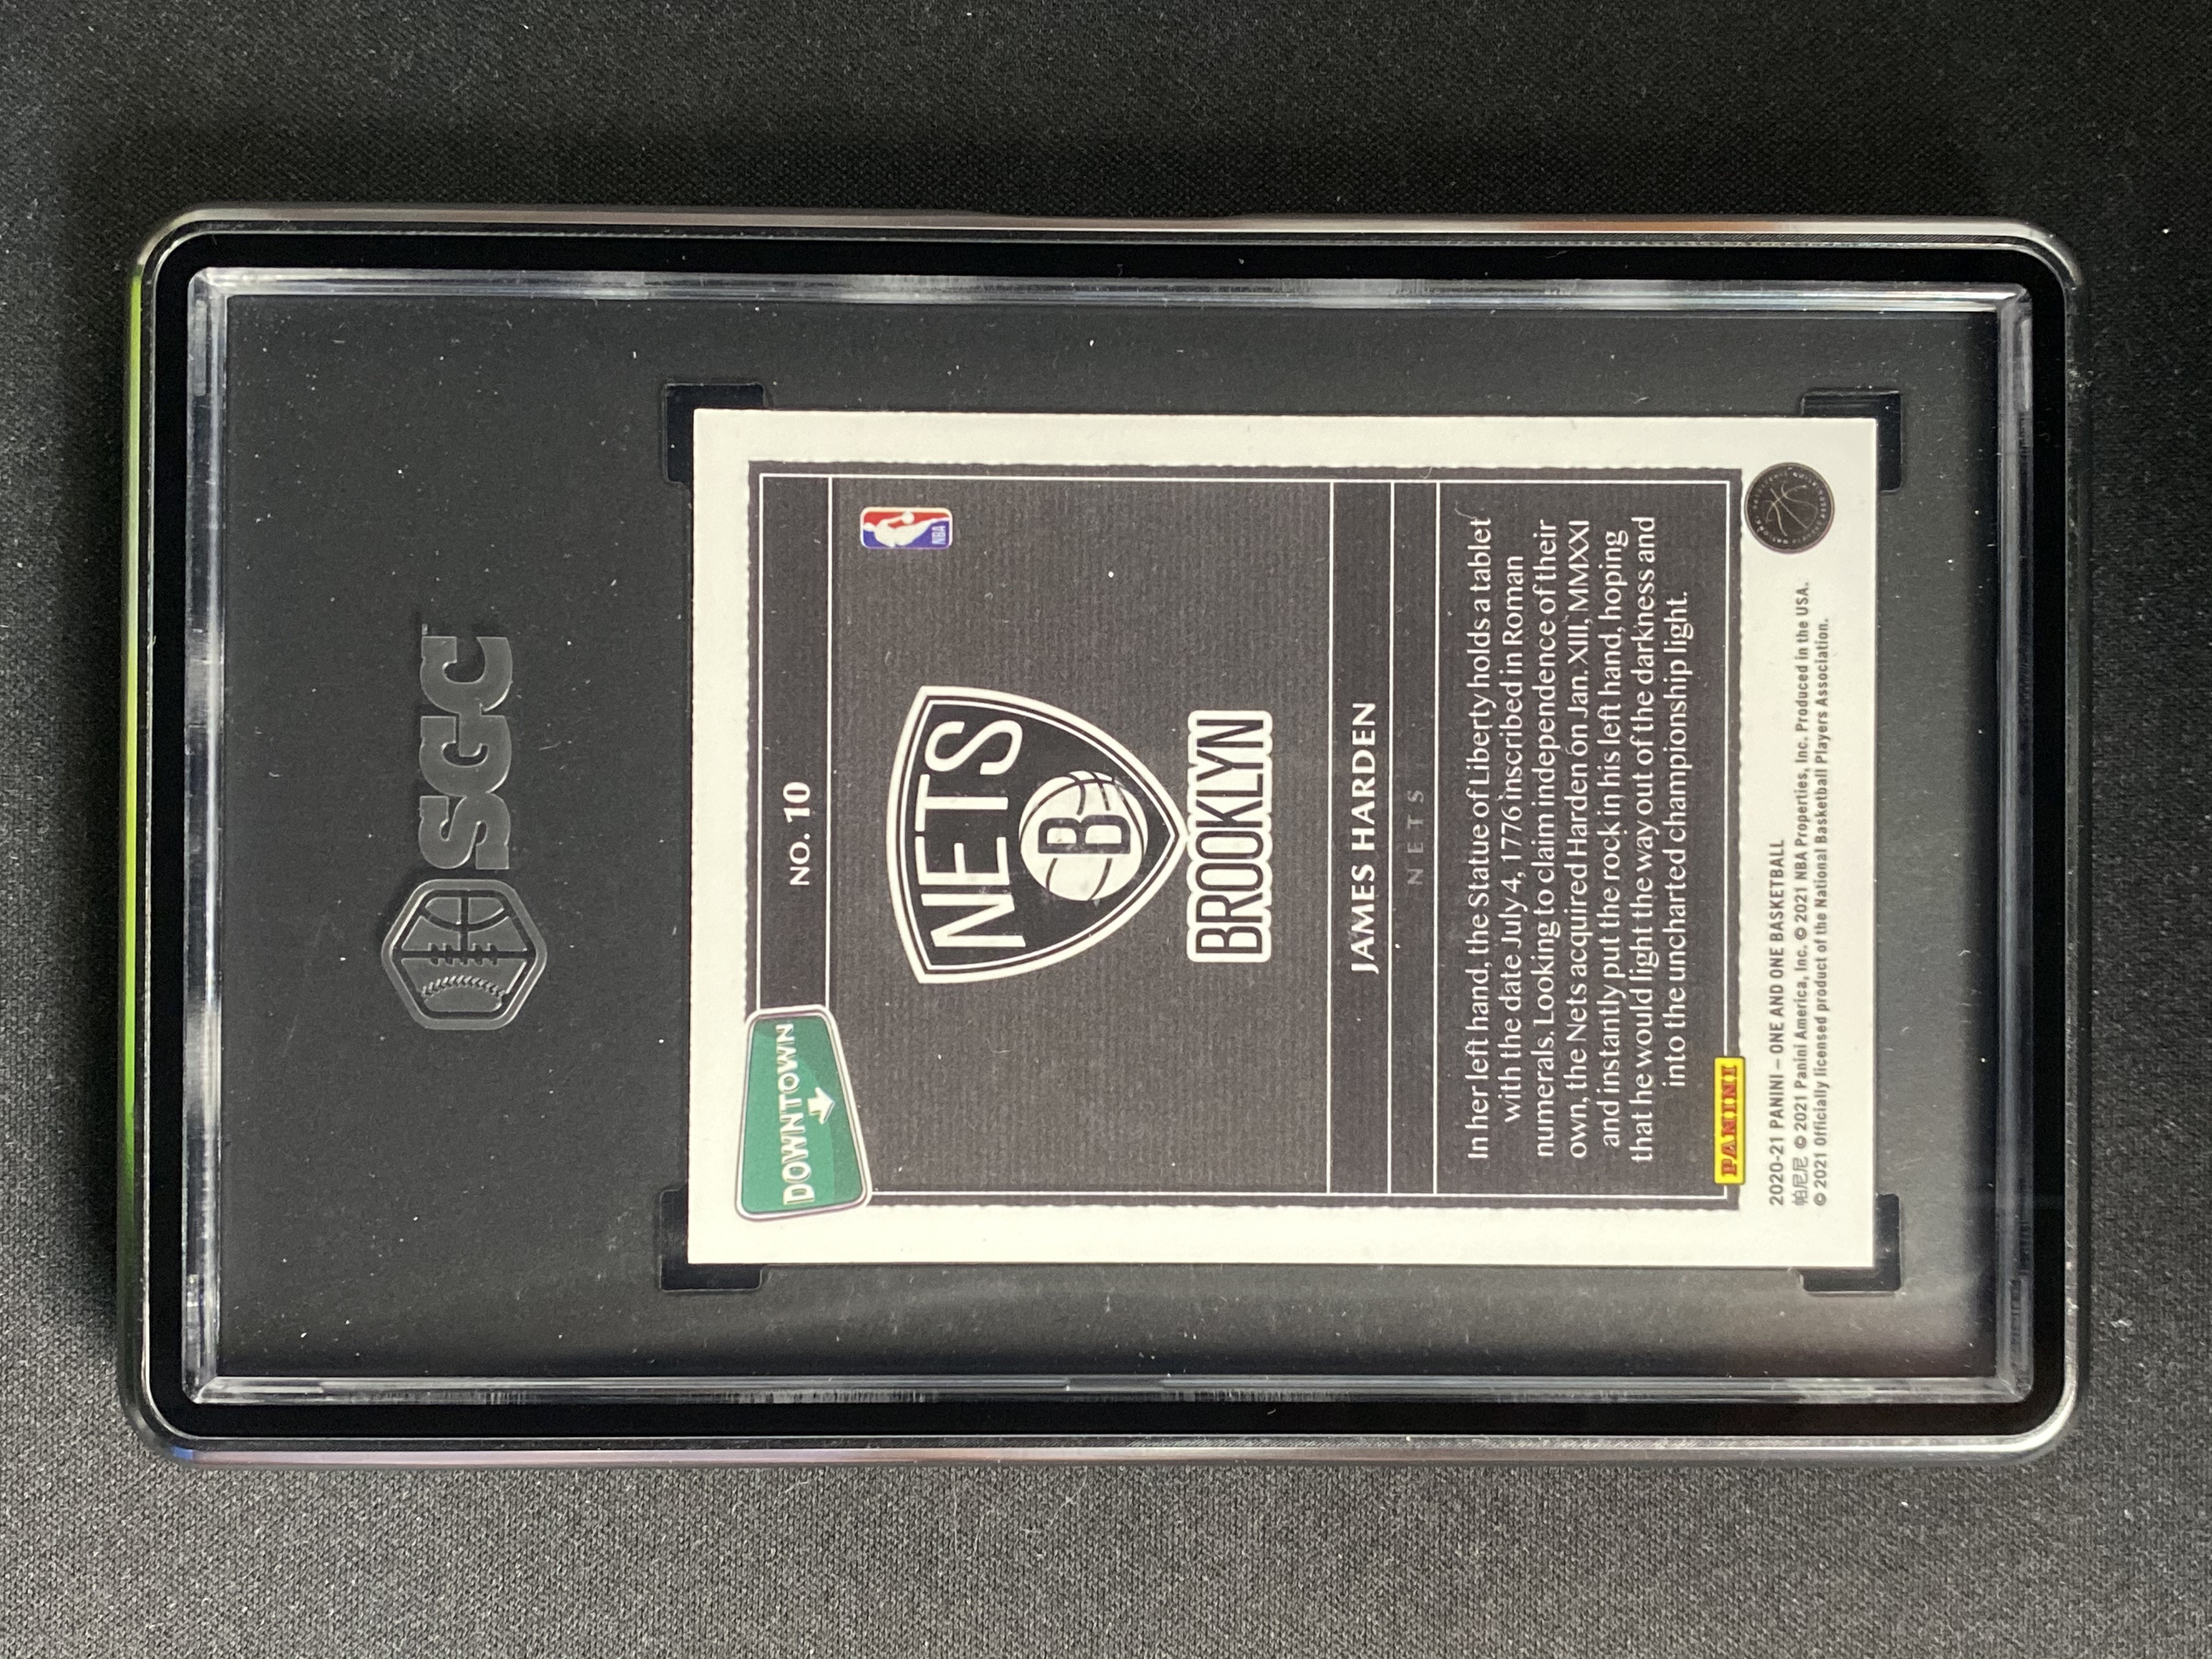 SGC
DOWNTOWN
NO. 10
NBA
NETS
B
BROOKLYN
JAMES HARDEN
NETS
In her left hand, the Statue of Liberty holds a tablet
with the date July 4, 1776 inscribed in Roman
numerals. Looking to claim independence of their
own, the Nets acquired Harden on Jan. XIII, MMXXI
and instantly put the rock in his left hand, hoping
that he would light the way out of the darkness and
into the uncharted championship light.
PANINI
2020-21 PANINI – ONE AND ONE BASKETBALL
帕尼尼 © 2021 Panini America, Inc. © 2021 NBA Properties, Inc. Produced in the USA.
© 2021 Officially licensed product of the National Basketball Players Association.